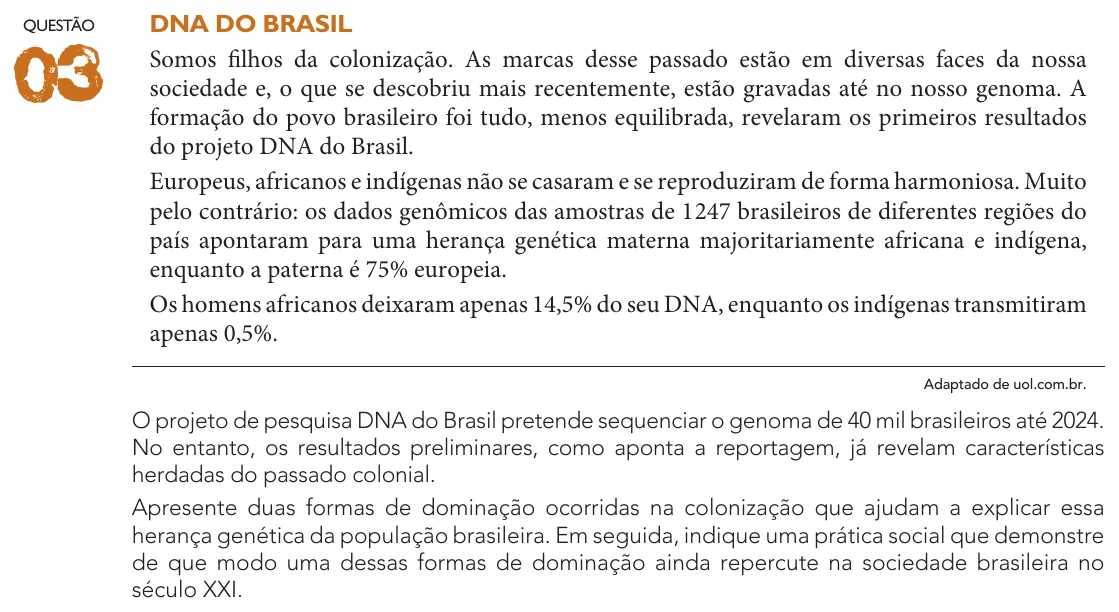 QUESTÃO
03
DNA DO BRASIL
Somos filhos da colonização. As marcas desse passado estão em diversas faces da nossa
sociedade e, o que se descobriu mais recentemente, estão gravadas até no nosso genoma. A
formação do povo brasileiro foi tudo, menos equilibrada, revelaram os primeiros resultados
do projeto DNA do Brasil.
Europeus, africanos e indígenas não se casaram e se reproduziram de forma harmoniosa. Muito
pelo contrário: os dados genômicos das amostras de 1247 brasileiros de diferentes regiões do
país apontaram para uma herança genética materna majoritariamente africana e indígena,
enquanto a paterna é 75% europeia.
Os homens africanos deixaram apenas 14,5% do seu DNA, enquanto os indígenas transmitiram
apenas 0,5%.
Adaptado de uol.com.br.
O projeto de pesquisa DNA do Brasil pretende sequenciar o genoma de 40 mil brasileiros até 2024.
No entanto, os resultados preliminares, como aponta a reportagem, já revelam características
herdadas do passado colonial.
Apresente duas formas de dominação ocorridas na colonização que ajudam a explicar essa
herança genética da população brasileira. Em seguida, indique uma prática social que demonstre
de que modo uma dessas formas de dominação ainda repercute na sociedade brasileira no
século XXI.